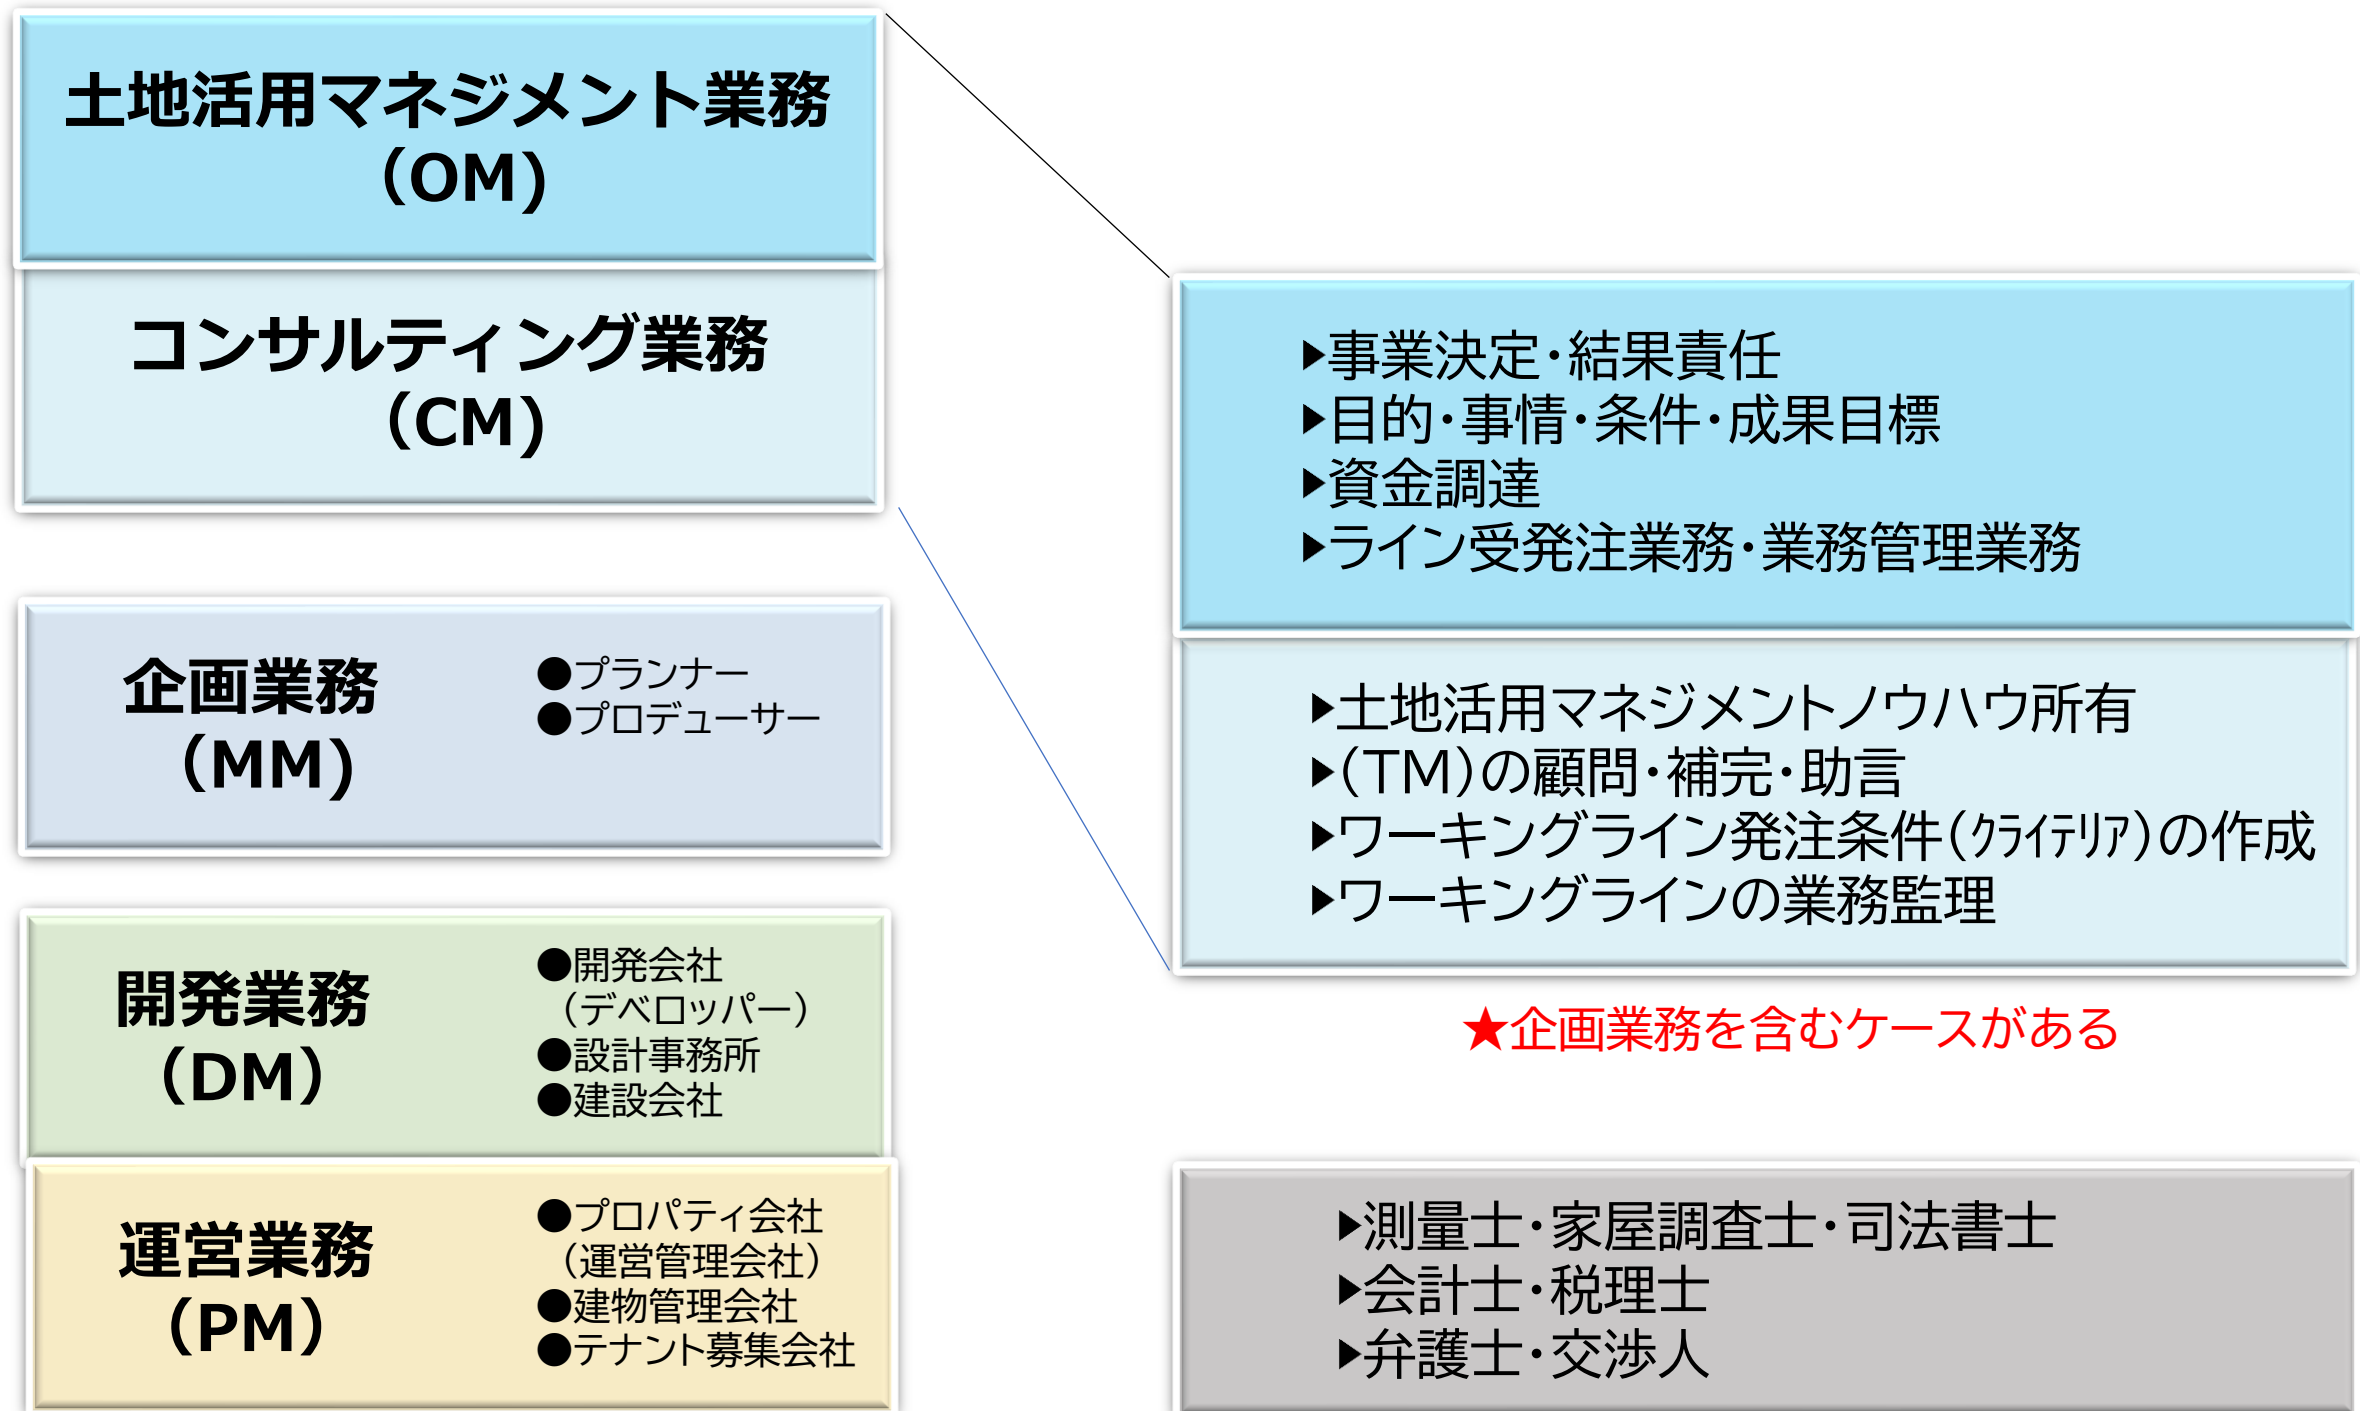 土地活用マネジメント業務
（OM)
コンサルティング業務
（CM)
企画業務
（MM)
●プランナー
●プロデューサー
開発業務
（DM）
●開発会社
（デベロッパー）
●設計事務所
●建設会社
運営業務
（PM）
●プロパティ会社
（運営管理会社）
●建物管理会社
●テナント募集会社
▶事業決定・結果責任
▶目的・事情・条件・成果目標
▶資金調達
▶ライン受発注業務・業務管理業務
▶土地活用マネジメントノウハウ所有
▶（TM）の顧問・補完・助言
▶ワーキングライン発注条件（ｸﾗｲﾃﾘｱ）の作成
▶ワーキングラインの業務監理
★企画業務を含むケースがある
▶測量士・家屋調査士・司法書士
▶会計士・税理士
▶弁護士・交渉人